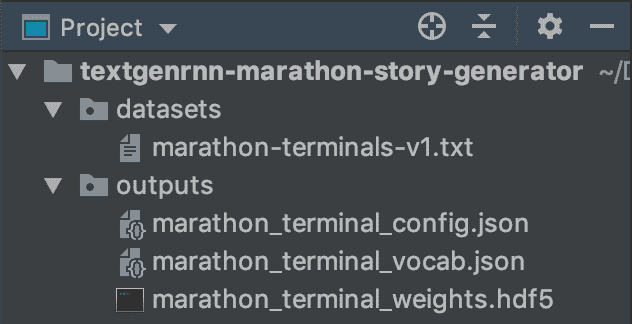 Project
textgenrnn-marathon-story-generator ~/
datasets
marathon-terminals-v1.txt
outputs
marathon_terminal_config.json
marathon_terminal_vocab.json
marathon_terminal_weights.hdf5